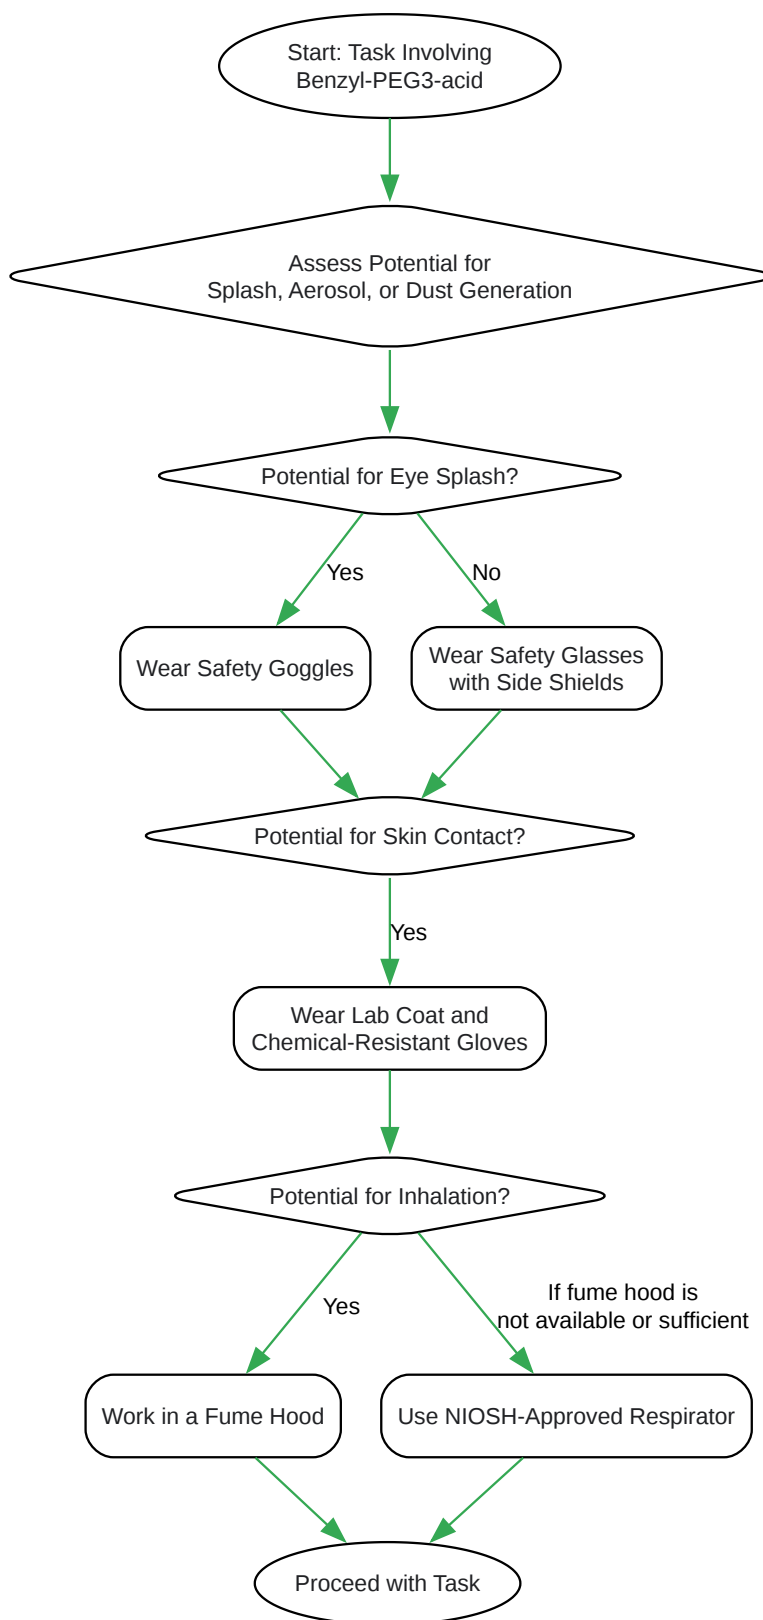 Start: Task Involving
Benzyl-PEG3-acid
Assess Potential for
Splash, Aerosol, or Dust Generation
Potential for Eye Splash?
Yes
No
Wear Safety Goggles
Wear Safety Glasses
with Side Shields
Potential for Skin Contact?
Yes
Wear Lab Coat and
Chemical-Resistant Gloves
Potential for Inhalation?
Yes
If fume hood is
not available or sufficient
Work in a Fume Hood
Use NIOSH-Approved Respirator
Proceed with Task